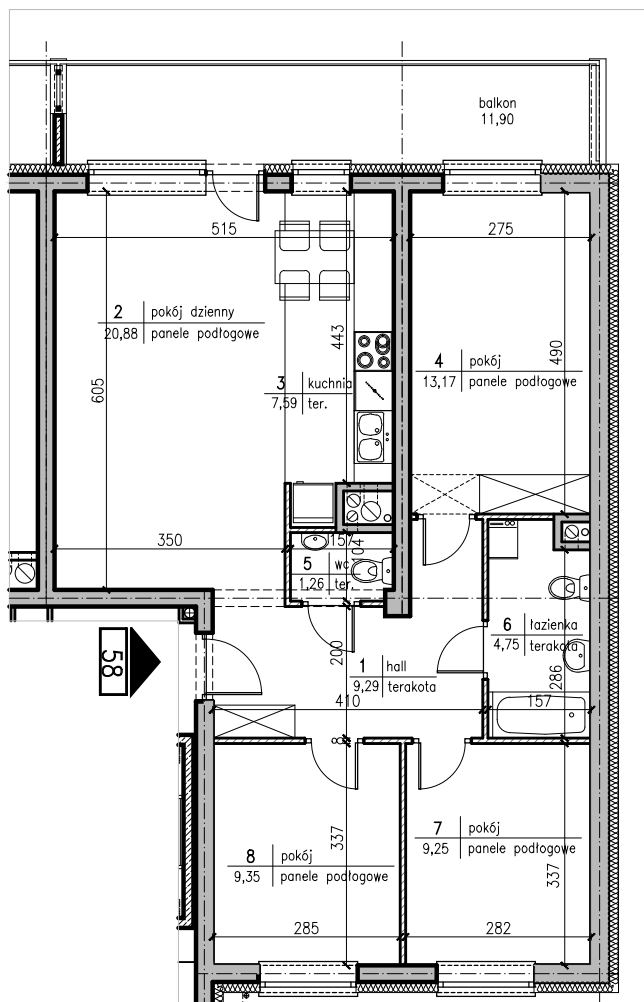 balkon
11,90
515
275
2 pokój dzienny
20,88 panele podłogowe
443
490
4 pokój
13,17 panele podłogowe
3 kuchnia
7,59 ter.
605
350
157
104
5 wc
1,26 ter.
6 łazienka
4,75 terakota
58
200
1 hall
9,29 terakota
286
410
157
7 pokój
9,25 panele podłogowe
337
8 pokój
9,35 panele podłogowe
337
285
282